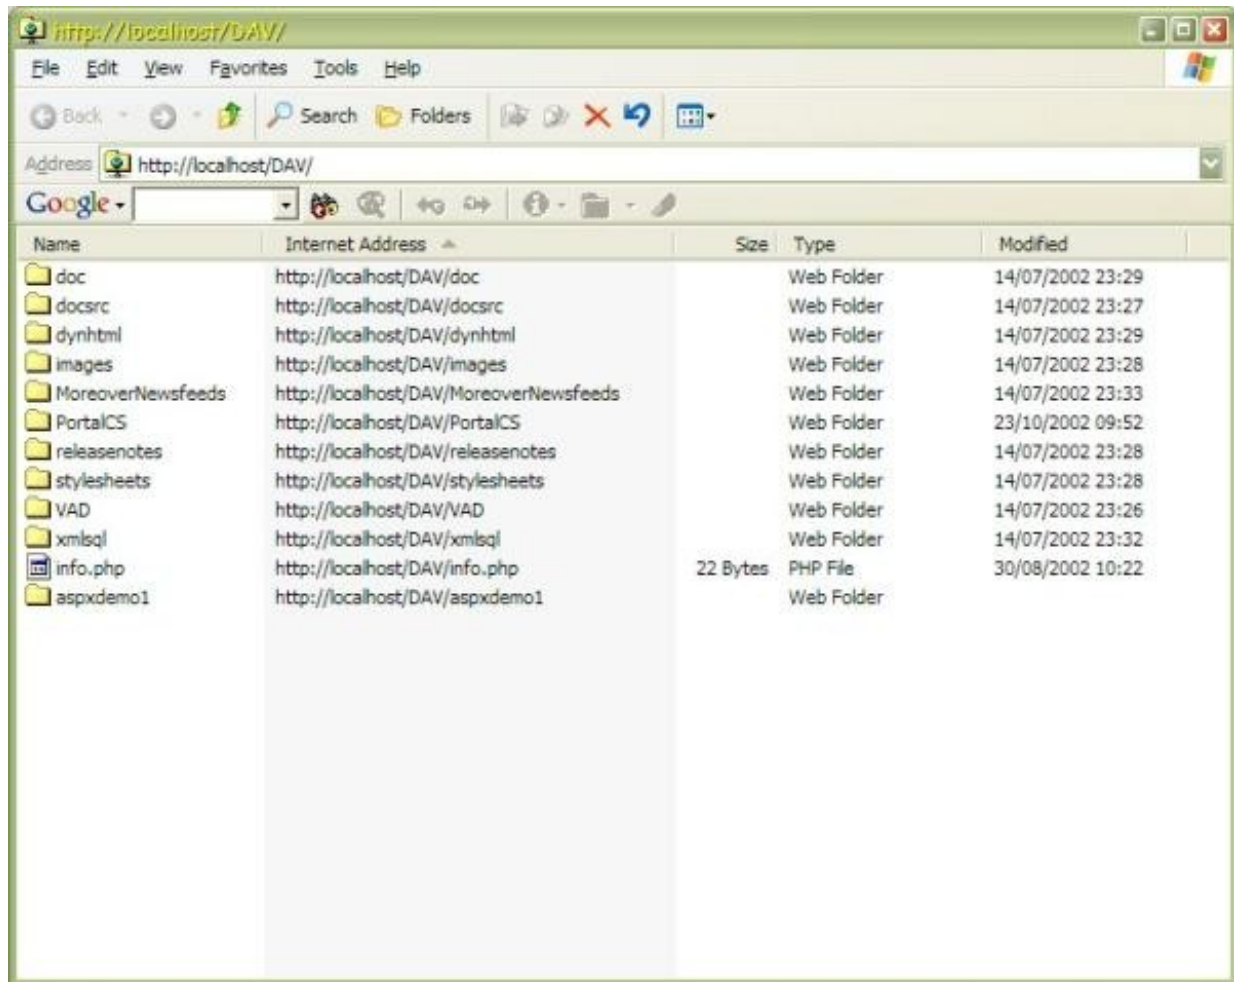 http://localhost/DAV/
File Edit View Favorites Tools Help
Back Search Folders
Address http://localhost/DAV/
Google
Name Internet Address Size Type Modified
doc http://localhost/DAV/doc Web Folder 14/07/2002 23:29
docsrc http://localhost/DAV/docsrc Web Folder 14/07/2002 23:27
dynhtml http://localhost/DAV/dynhtml Web Folder 14/07/2002 23:29
images http://localhost/DAV/images Web Folder 14/07/2002 23:28
MoreoverNewsfeeds http://localhost/DAV/MoreoverNewsfeeds Web Folder 14/07/2002 23:33
PortalCS http://localhost/DAV/PortalCS Web Folder 23/10/2002 09:52
releasenotes http://localhost/DAV/releasenotes Web Folder 14/07/2002 23:28
stylesheets http://localhost/DAV/stylesheets Web Folder 14/07/2002 23:28
VAD http://localhost/DAV/VAD Web Folder 14/07/2002 23:26
xmlsql http://localhost/DAV/xmlsql Web Folder 14/07/2002 23:32
info.php http://localhost/DAV/info.php 22 Bytes PHP File 30/08/2002 10:22
aspxdemo1 http://localhost/DAV/aspxdemo1 Web Folder